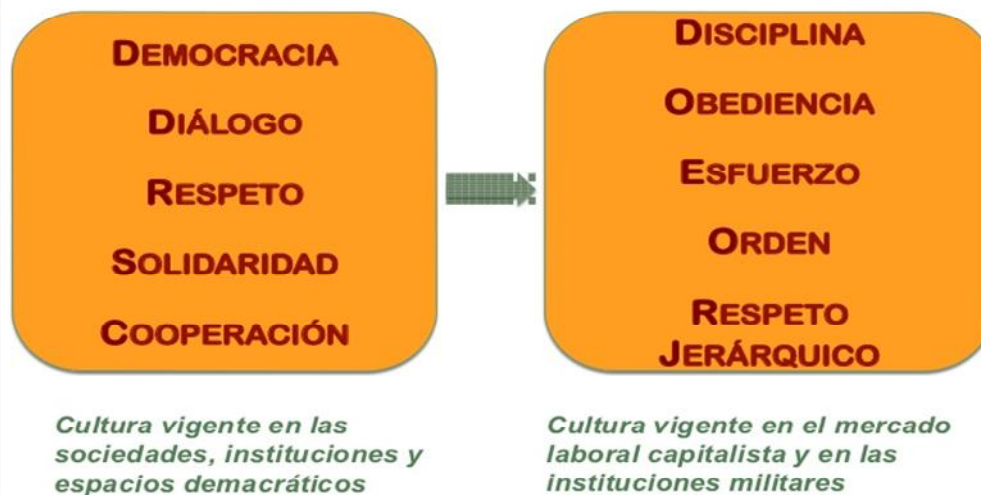 DEMOCRACIA
DIÁLOGO
RESPETO
SOLIDARIDAD
COOPERACIÓN
DISCIPLINA
OBEDIENCIA
ESFUERZO
ORDEN
RESPETO
JERÁRQUICO
Cultura vigente en las
sociedades, instituciones y
espacios demacráticos
Cultura vigente en el mercado
laboral capitalista y en las
instituciones militares